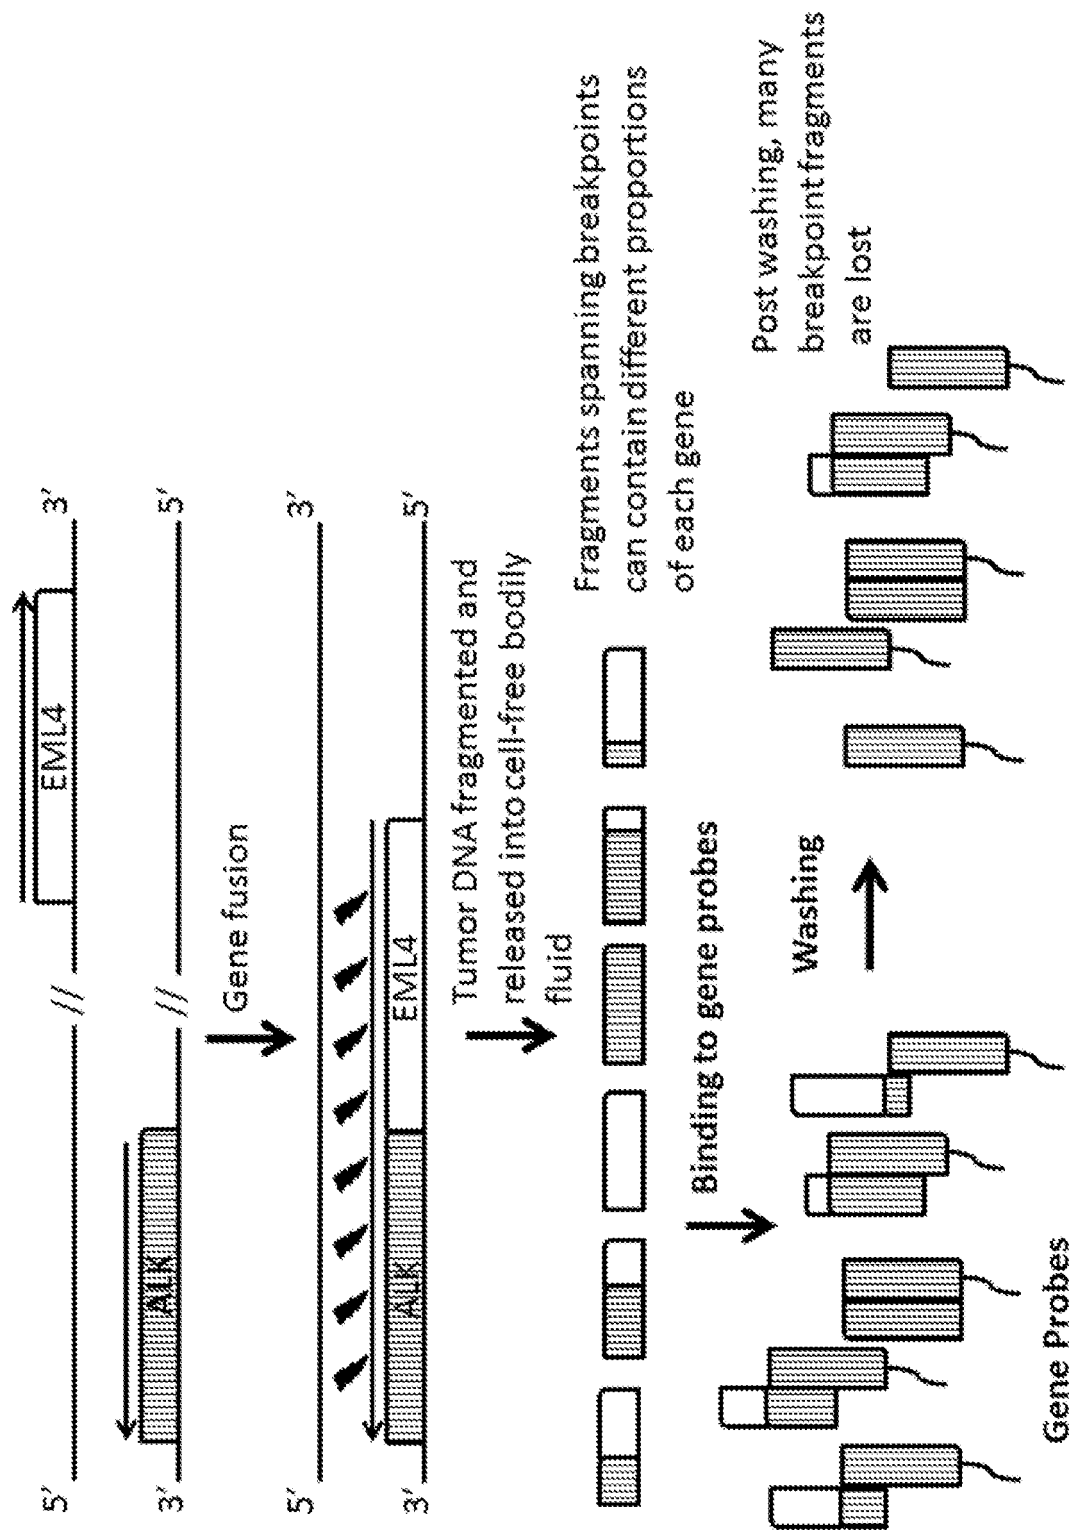 5'
EML4
3'
3'
ALK
5'
Gene fusion
5'
3'
3'
ALK
EML4
5'
Tumor DNA fragmented and
released into cell-free bodily
fluid
Fragments spanning breakpoints
can contain different proportions
of each gene
Binding to gene probes
Washing
Post washing, many
breakpoint fragments
are lost
Gene Probes